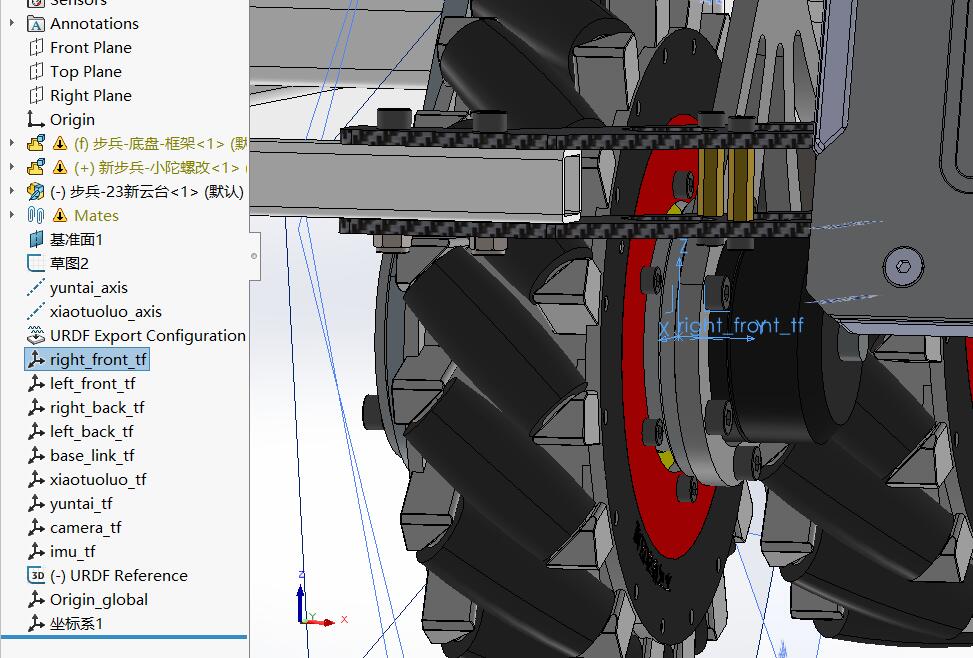 Sensors
Annotations
Front Plane
Top Plane
Right Plane
Origin
(f) 步兵-底盘-框架<1> (默
(+) 新步兵-小陀螺改<1>
(-) 步兵-23新云台<1> (默认)
Mates
基准面1
草图2
yuntai_axis
xiaotuoluo_axis
URDF Export Configuration
right_front_tf
left_front_tf
right_back_tf
left_back_tf
base_link_tf
xiaotuoluo_tf
yuntai_tf
camera_tf
imu_tf
3D (-) URDF Reference
Origin_global
坐标系1
Z
X right_front_tf
Y
Z
Y
X